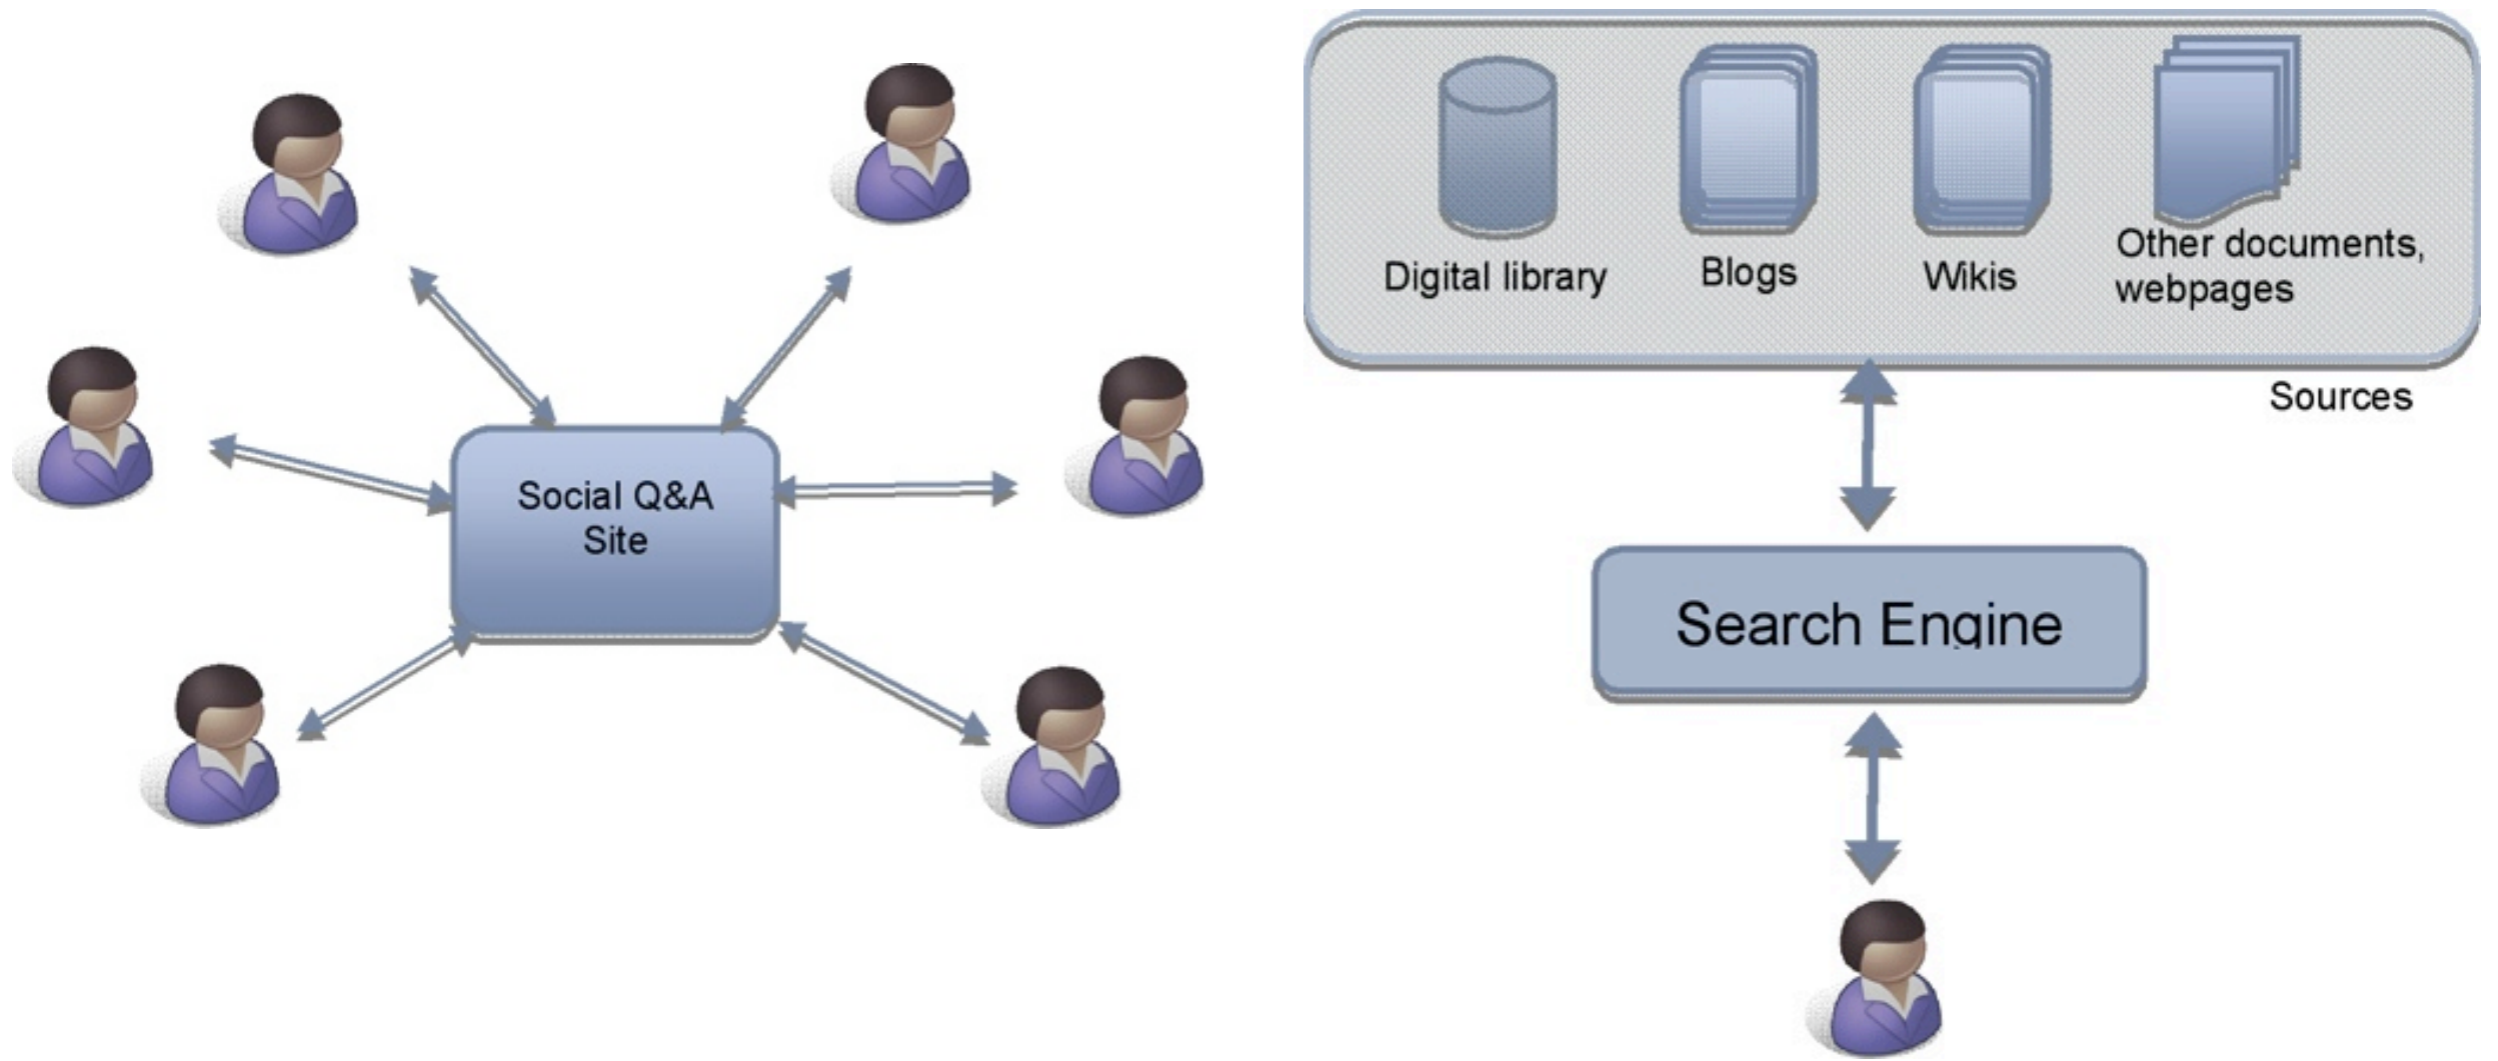 Social Q&A
Site
Digital library
Blogs
Wikis
Other documents,
webpages
Sources
Search Engine